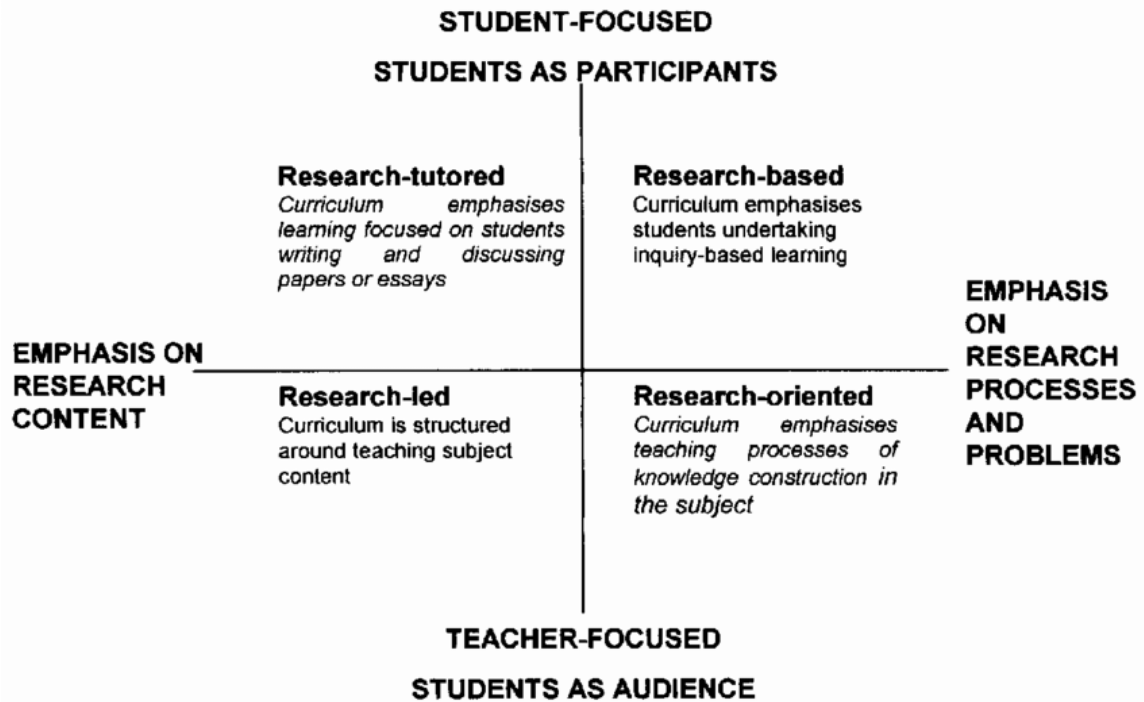 STUDENT-FOCUSED
STUDENTS AS PARTICIPANTS
Research-tutored
Curriculum emphasises
learning focused on students
writing and discussing
papers or essays
Research-based
Curriculum emphasises
students undertaking
inquiry-based learning
EMPHASIS ON
RESEARCH
CONTENT
EMPHASIS
ON
RESEARCH
PROCESSES
AND
PROBLEMS
Research-led
Curriculum is structured
around teaching subject
content
Research-oriented
Curriculum emphasises
teaching processes of
knowledge construction in
the subject
TEACHER-FOCUSED
STUDENTS AS AUDIENCE